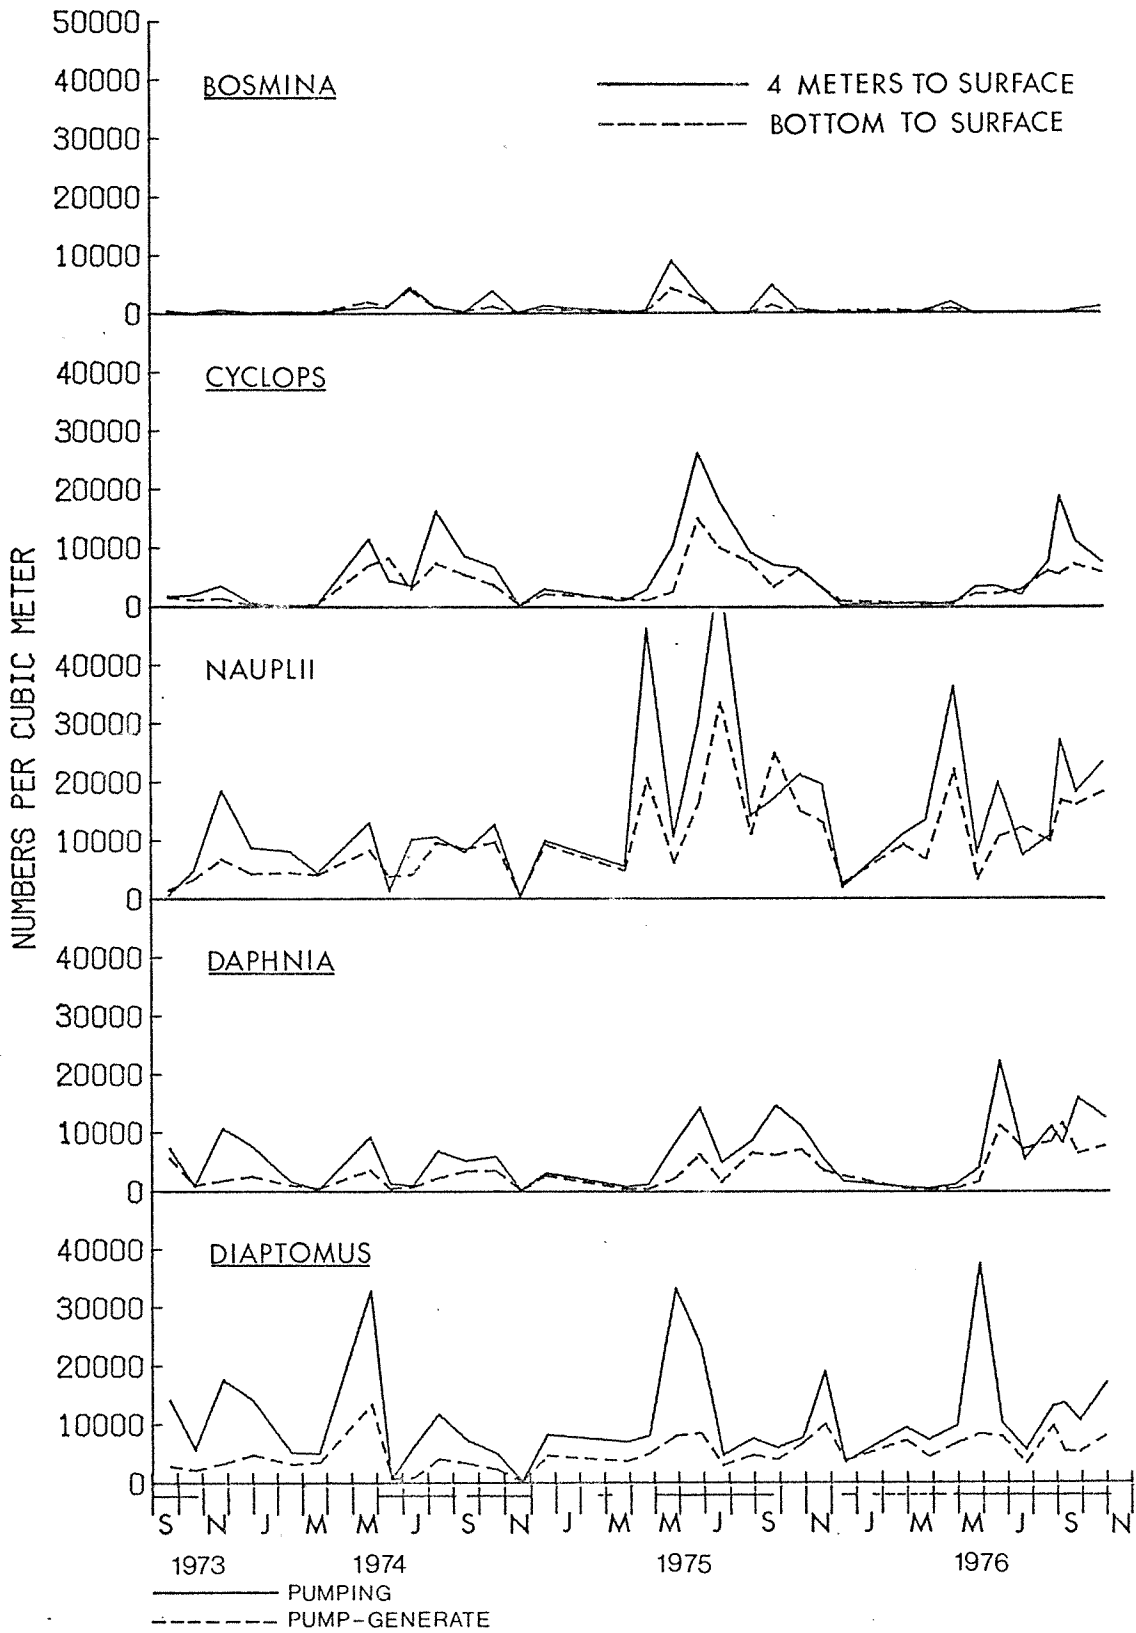 50000
40000
BOSMINA
4 METERS TO SURFACE
30000
BOTTOM TO SURFACE
20000
10000
0
40000
CYCLOPS
30000
20000
10000
0
NUMBERS PER CUBIC METER
40000
NAUPLII
30000
20000
10000
0
40000
DAPHNIA
30000
20000
10000
0
40000
DIAPTOMUS
30000
20000
10000
0
S N J M M J S N J M M J S N J M M J S N
1973 1974 1975 1976
PUMPING
PUMP-GENERATE